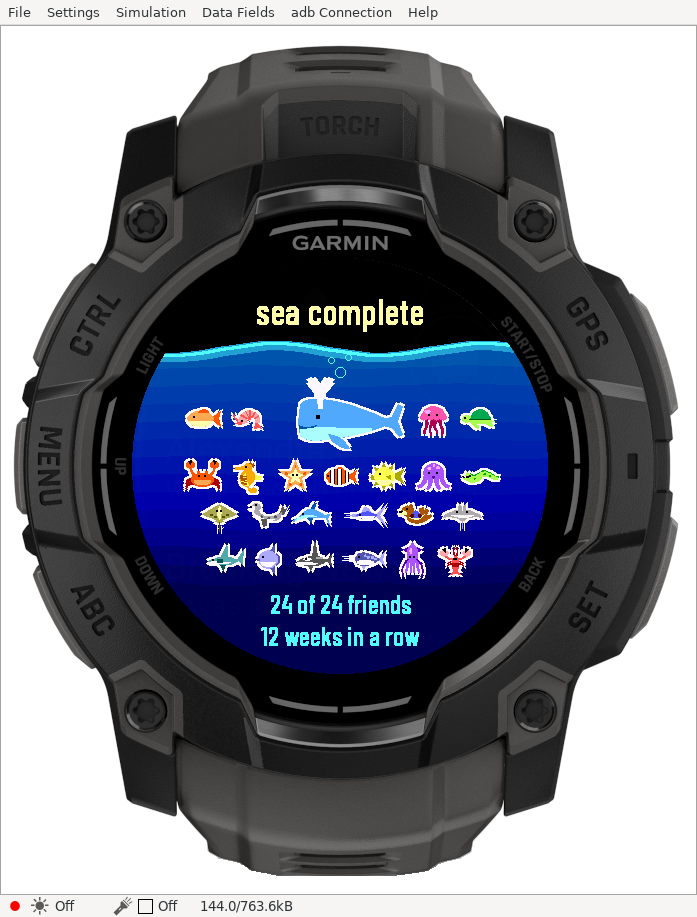 File Settings Simulation Data Fields adb Connection Help
TORCH
GARMIN
CTRL
GPS
LIGHT
START/STOP
sea complete
MENU
UP
DOWN
BACK
ABC
SET
24 of 24 friends
12 weeks in a row
Off Off 144.0/763.6kB